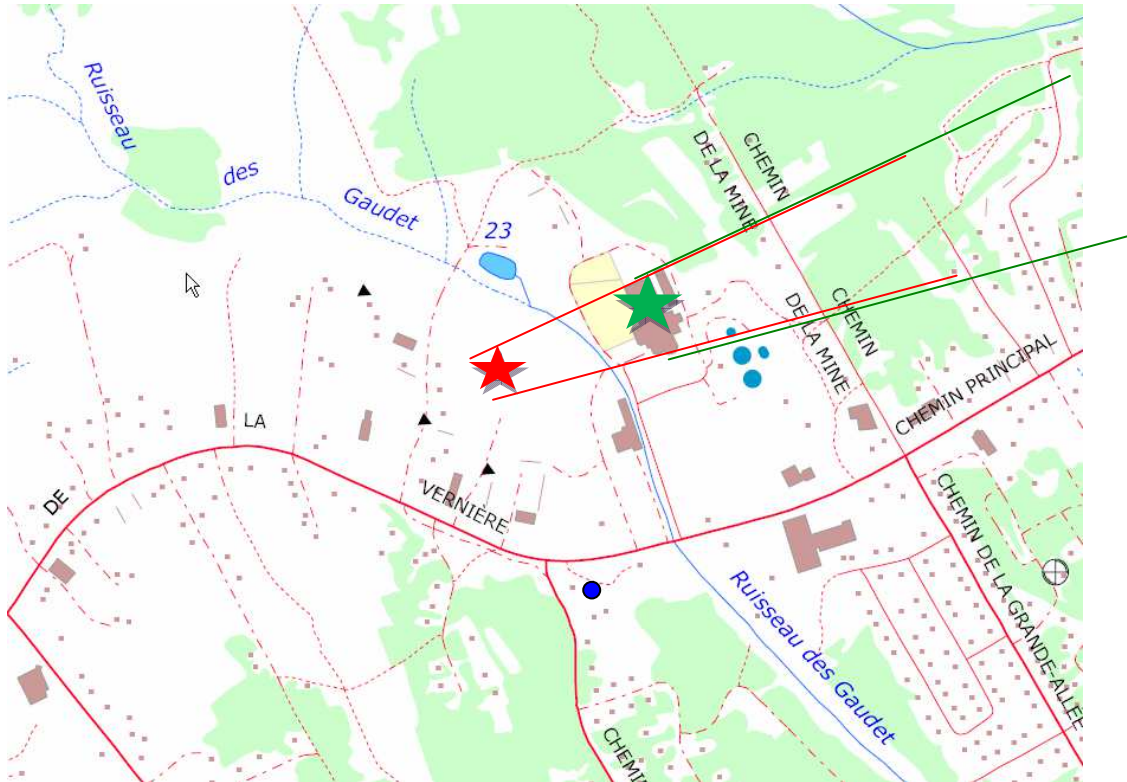 Ruisseau
des
Gaudet
23
CHEMIN
DE LA MINE
CHEMIN
DE LA MINE
CHEMIN PRINCIPAL
LA
DE
VERNIÈRE
CHEMIN DE LA GRANDE-ALLÉE
Ruisseau des Gaudet
CHEMIN